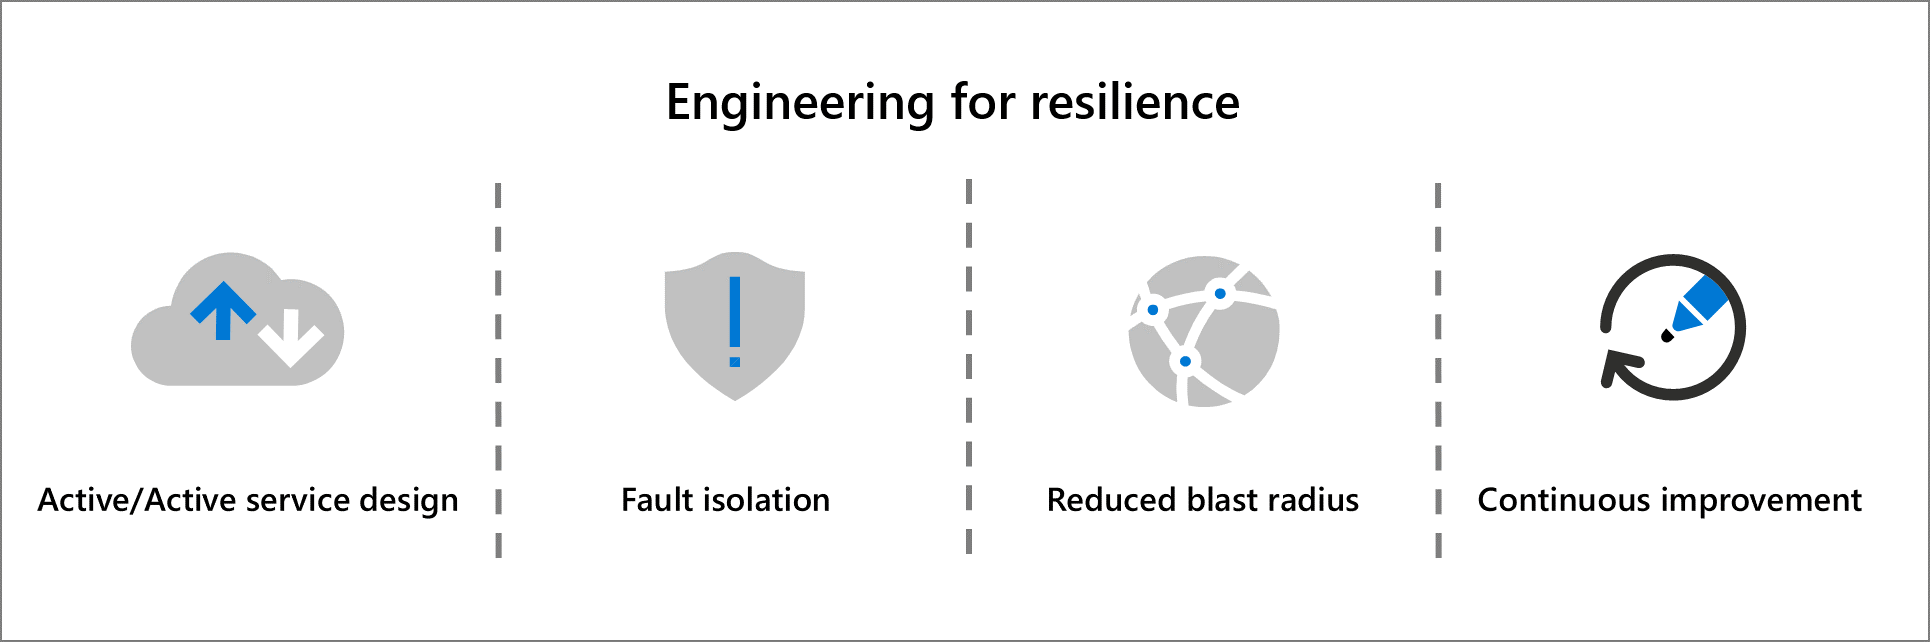 Engineering for resilience
Active/Active service design
Fault isolation
Reduced blast radius
Continuous improvement